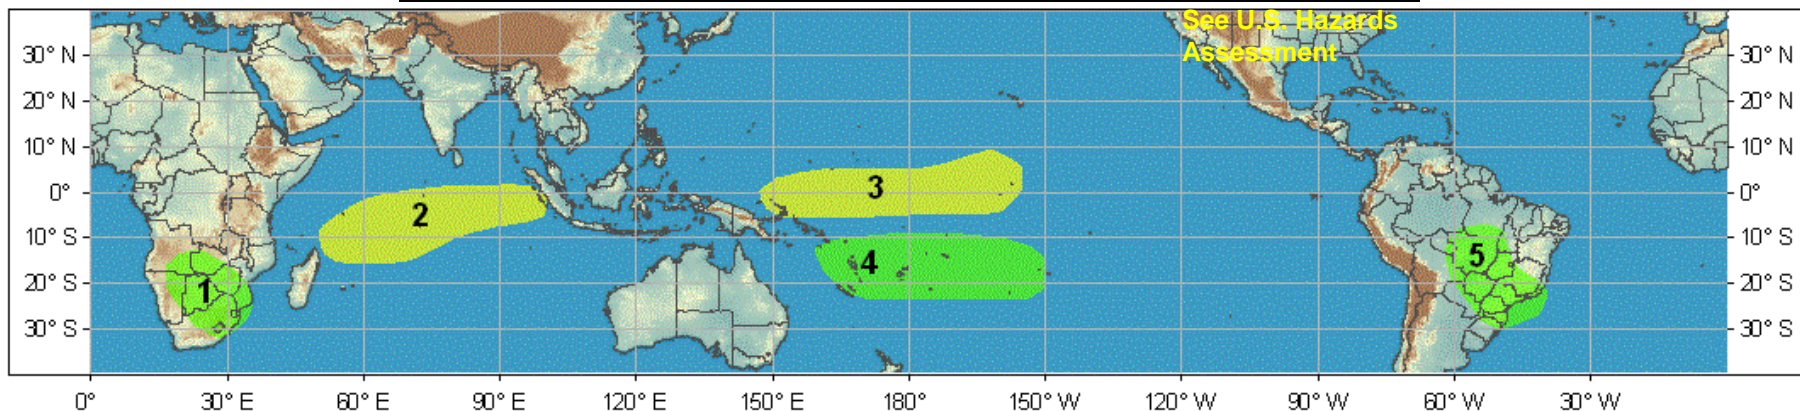 See U.S. Hazards
Assessment
30° N
30° N
20° N
20° N
10° N
10° N
0°
0°
10° S
10° S
20° S
20° S
30° S
30° S
1
2
3
4
5
0°
30° E
60° E
90° E
120° E
150° E
180°
150° W
120° W
90° W
60° W
30° W